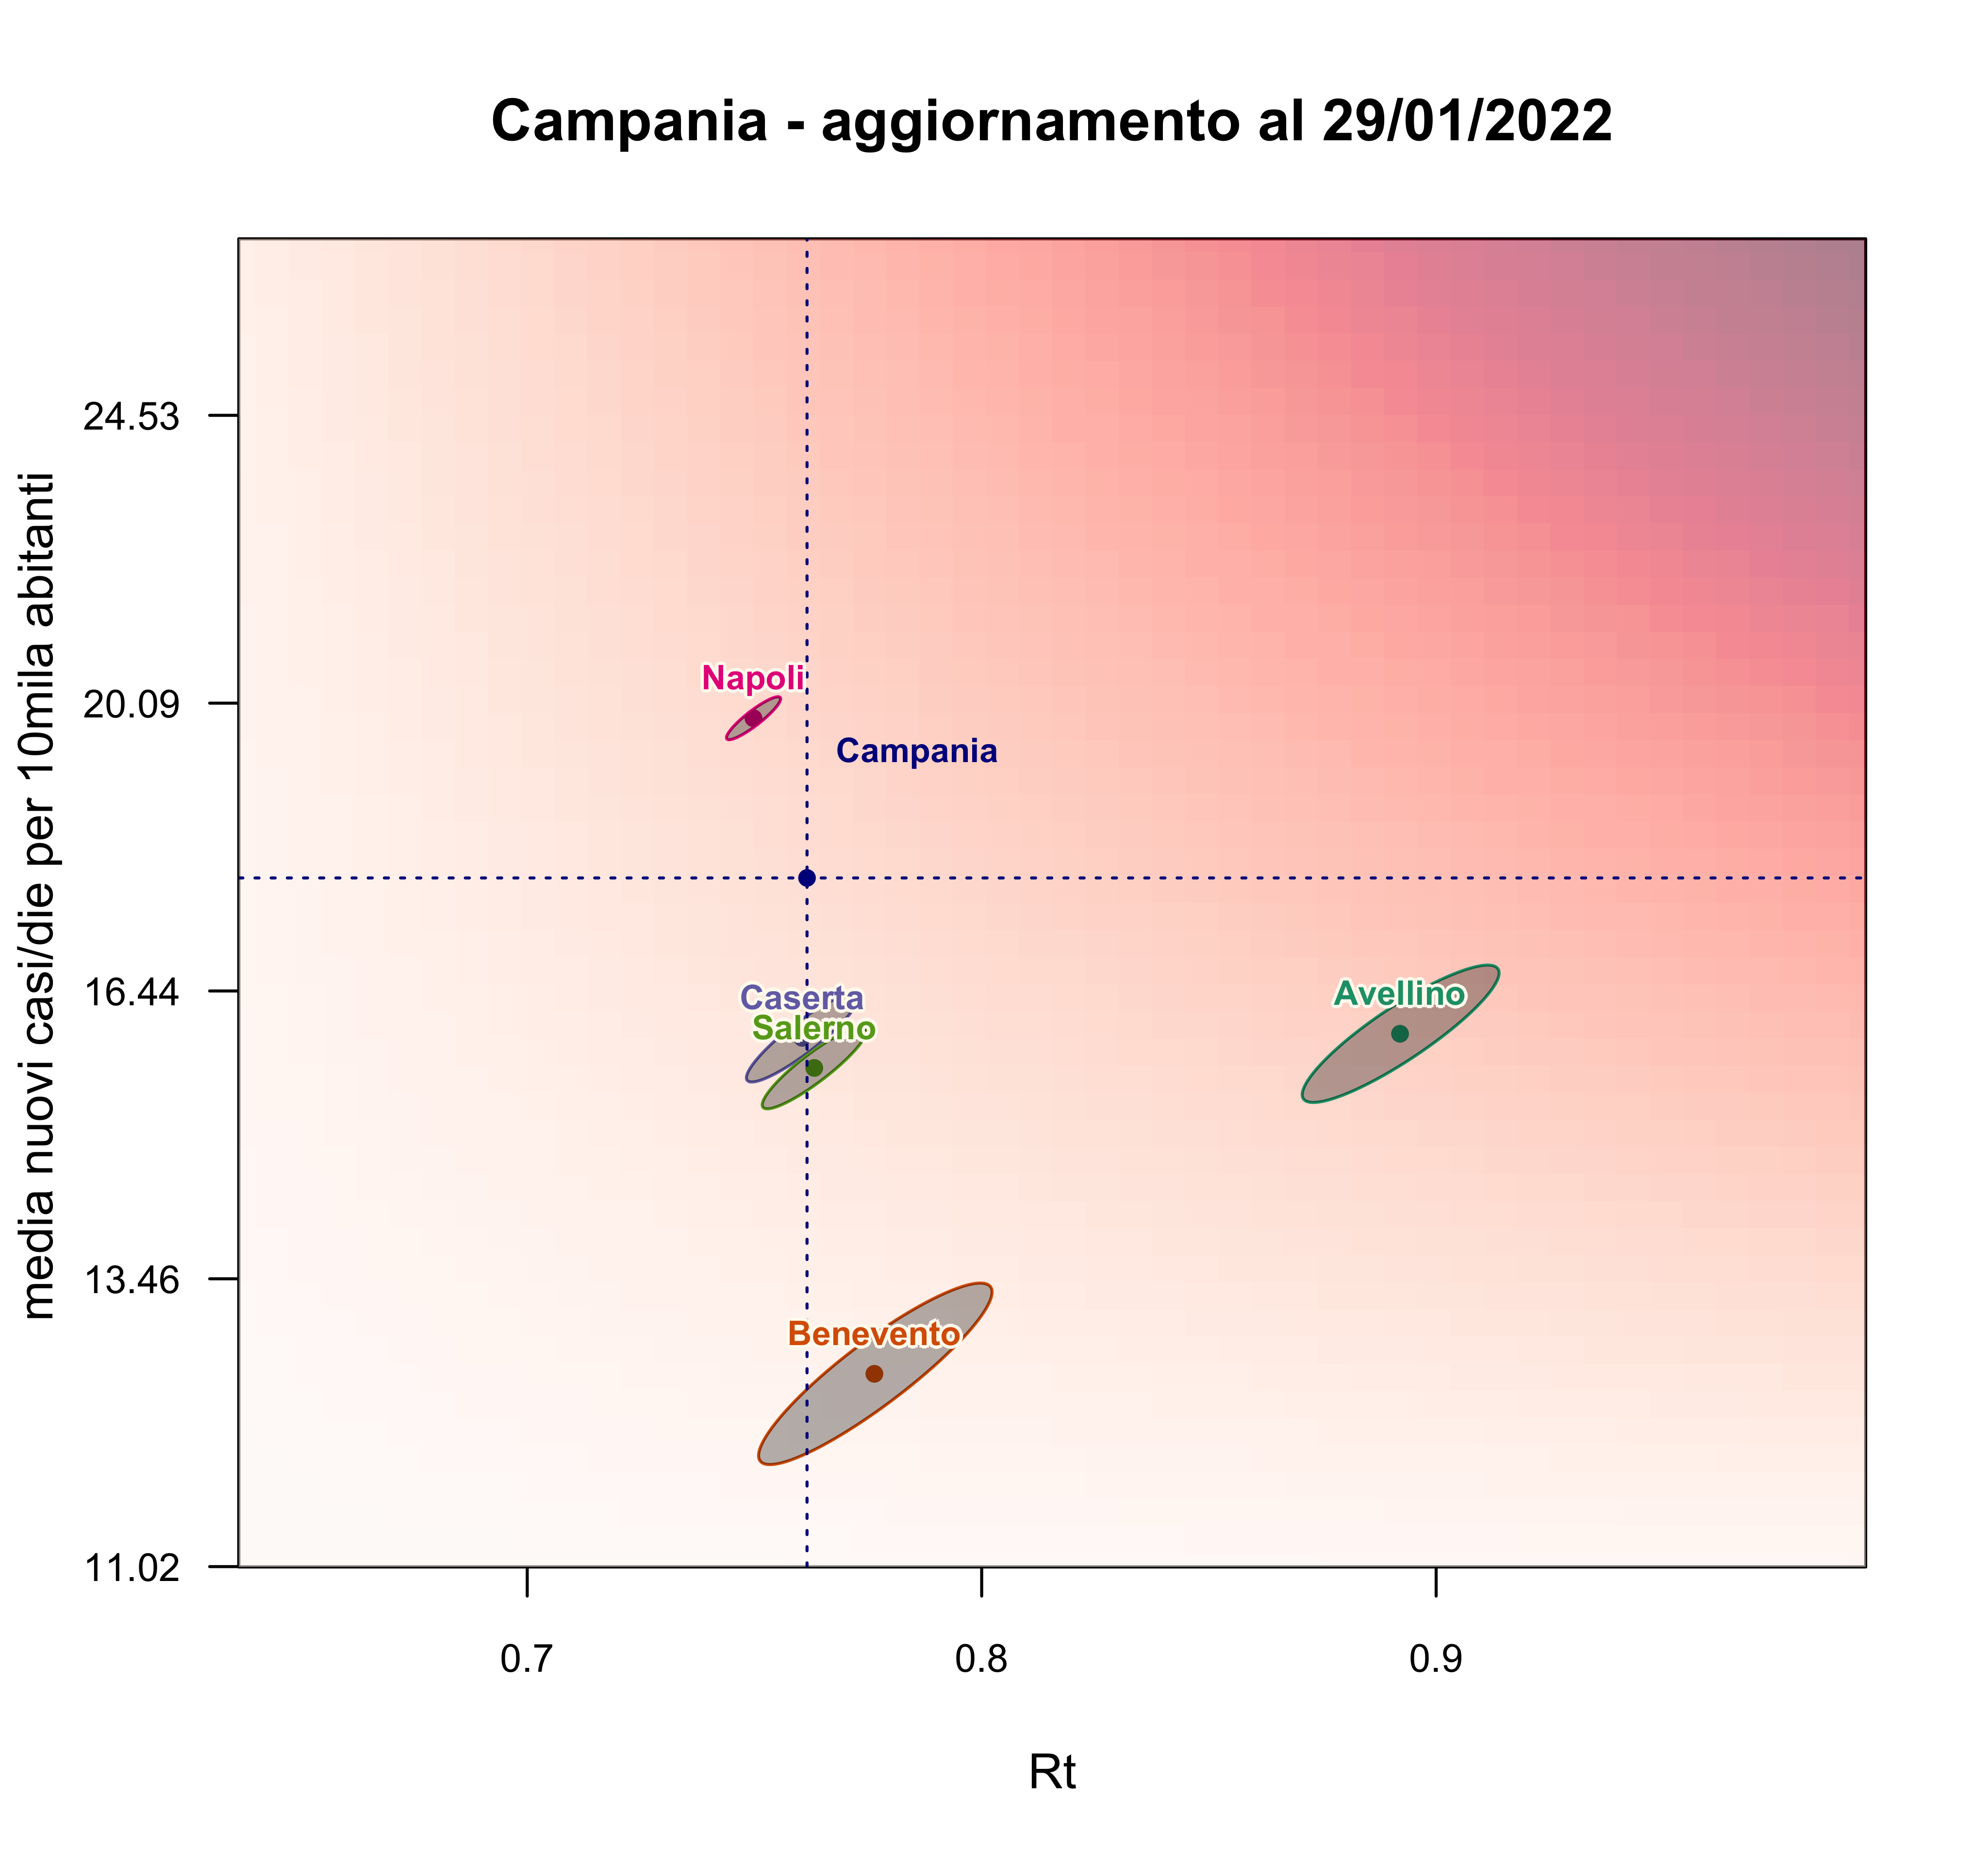 Campania - aggiornamento al 29/01/2022
media nuovi casi/die per 10mila abitanti
24.53
20.09
16.44
13.46
11.02
Napoli
Campania
Caserta
Salerno
Avellino
Benevento
0.7
0.8
0.9
Rt